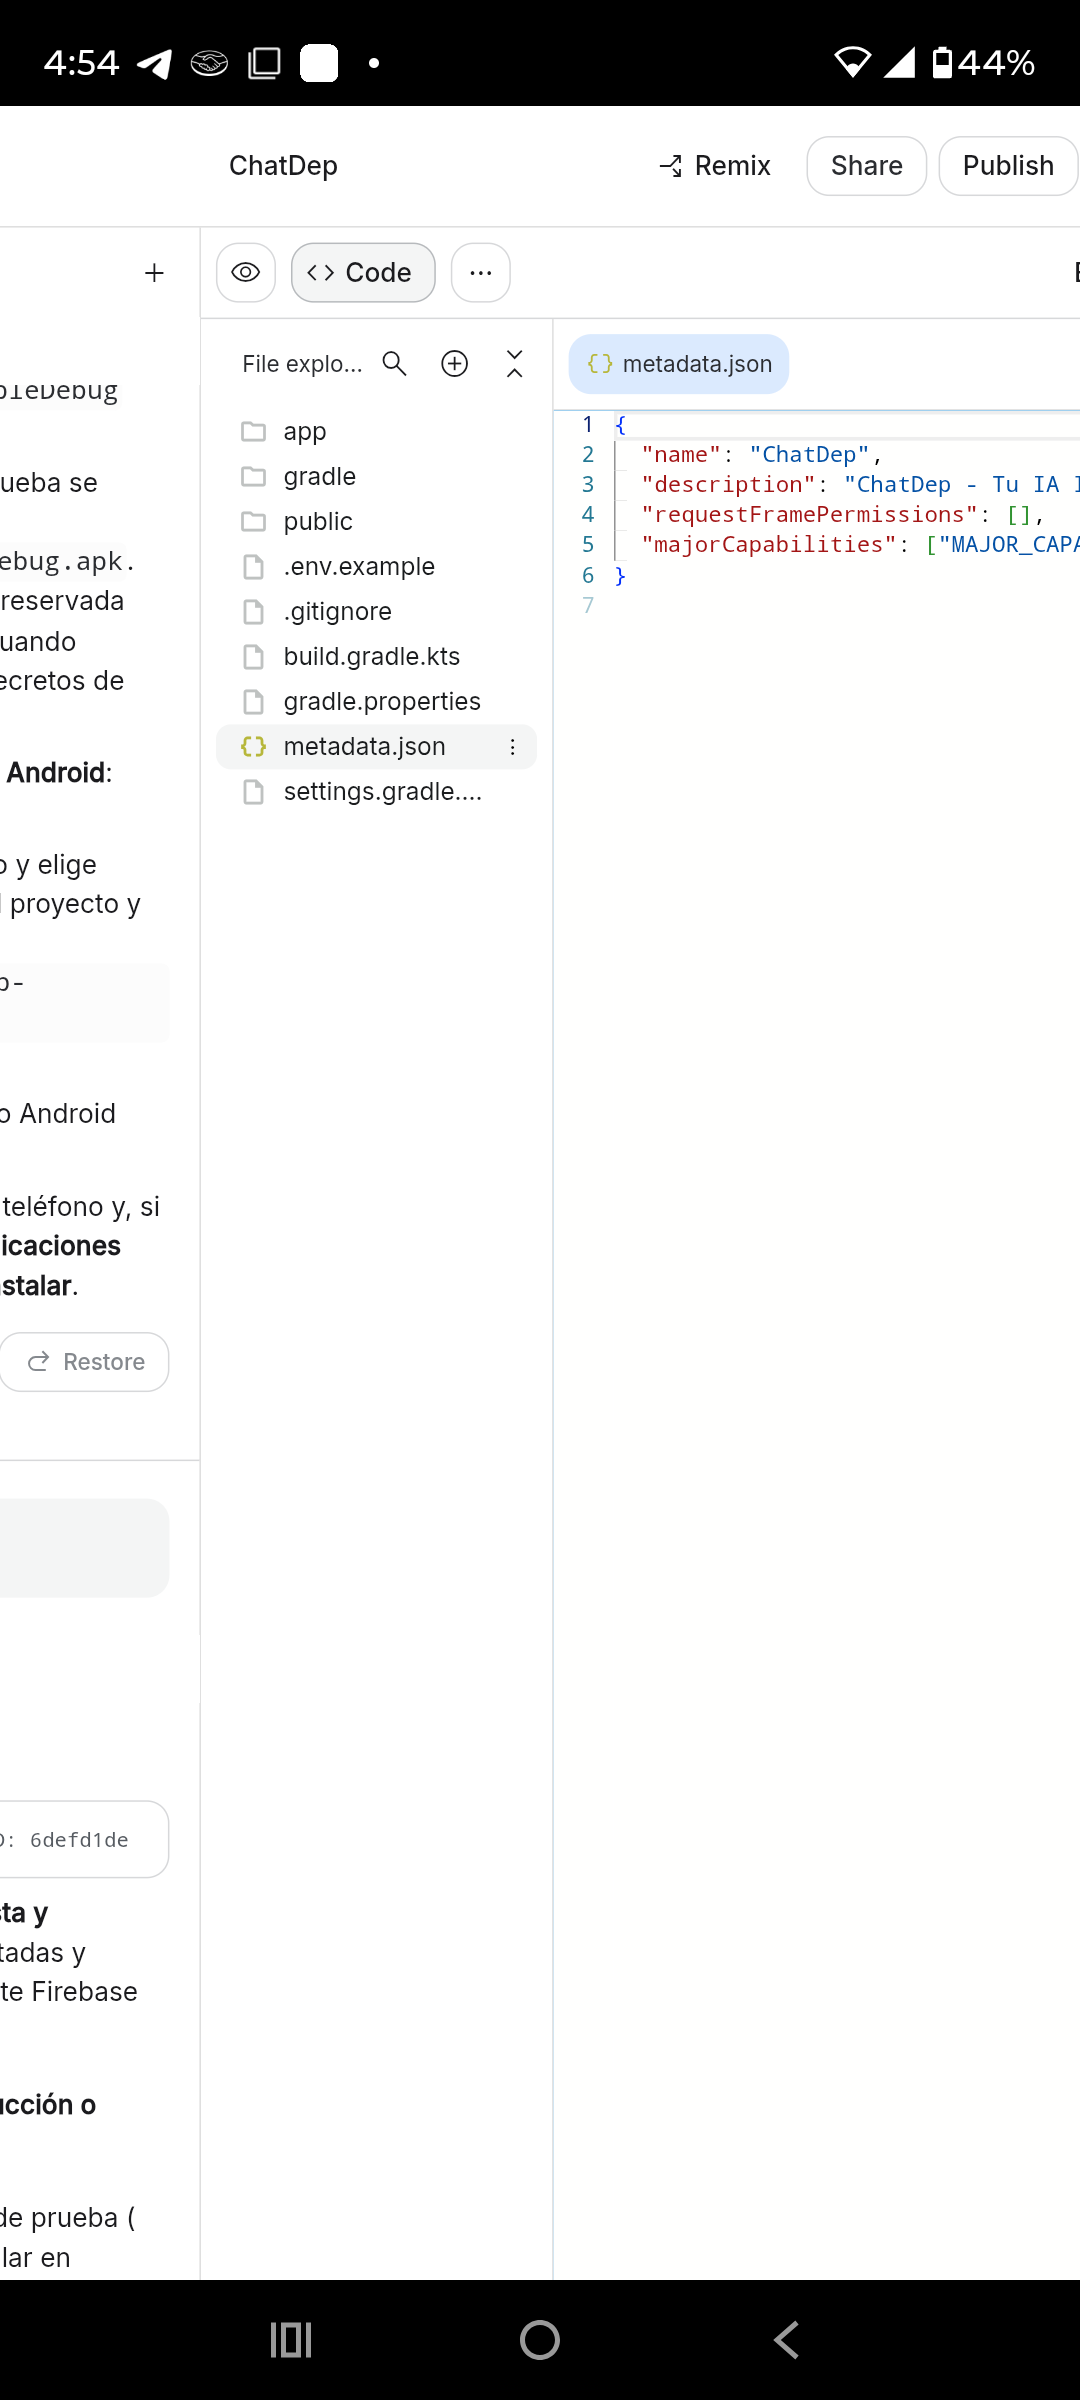 4:54
44%
ChatDep
Remix
Share
Publish
Code
File explo...
metadata.json
app
gradle
public
.env.example
.gitignore
build.gradle.kts
gradle.properties
metadata.json
settings.gradle....
1 {
2 "name": "ChatDep",
3 "description": "ChatDep - Tu IA
4 "requestFramePermissions": [],
5 "majorCapabilities": ["MAJOR_CAPA
6 }
7
bleDebug
ueba se
ebug.apk.
reservada
uando
ecretos de
Android:
o y elige
proyecto y
o-
o Android
teléfono y, si
icaciones
stalar.
Restore
D: 6defd1de
sta y
tadas y
te Firebase
ucción o
de prueba (
lar en